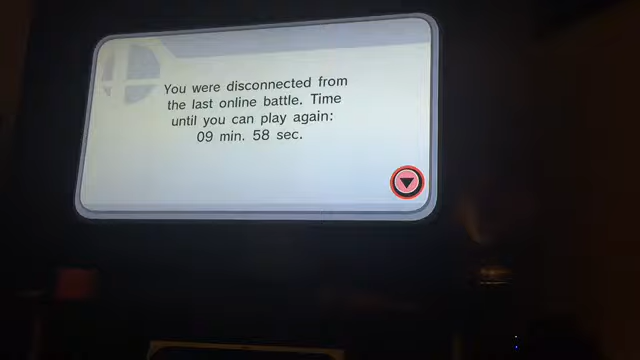 You were disconnected from
the last online battle. Time
until you can play again:
09 min. 58 sec.